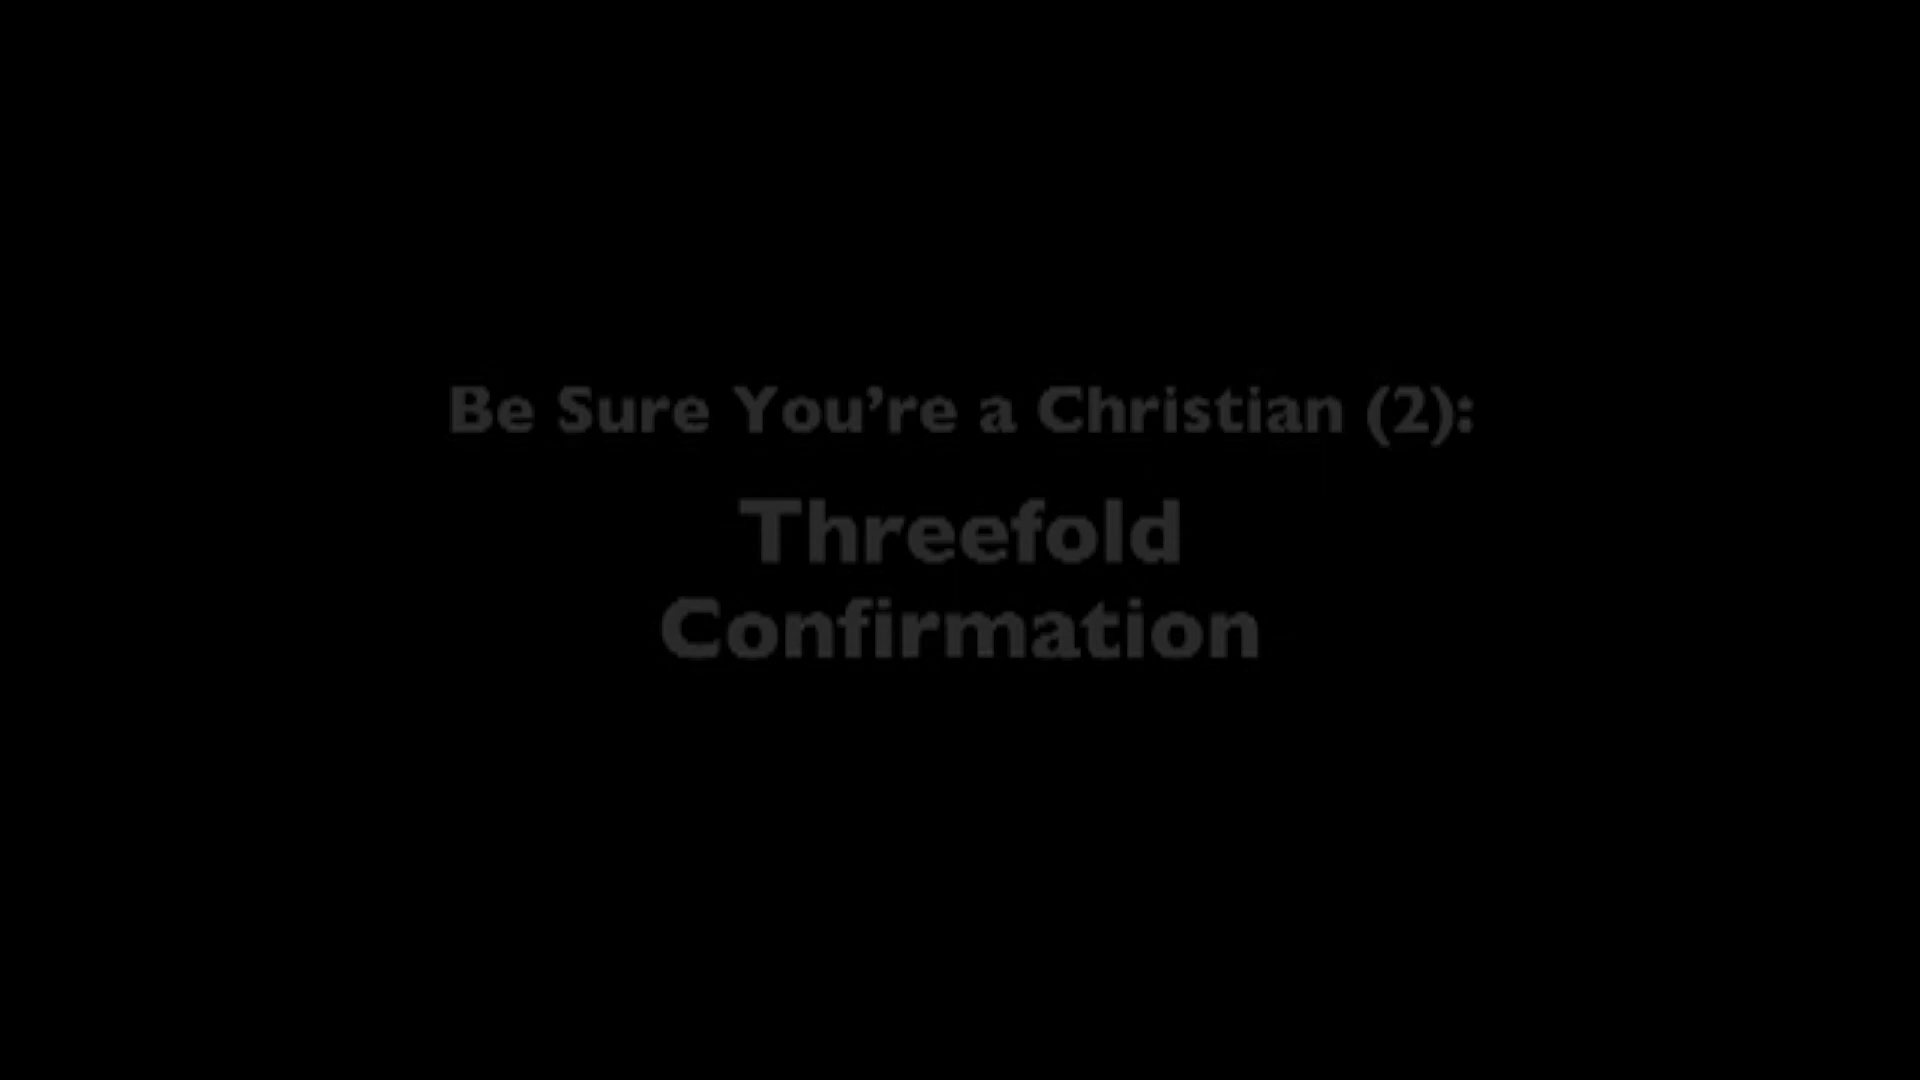 Be Sure You’re a Christian (2):
Threefold
Confirmation